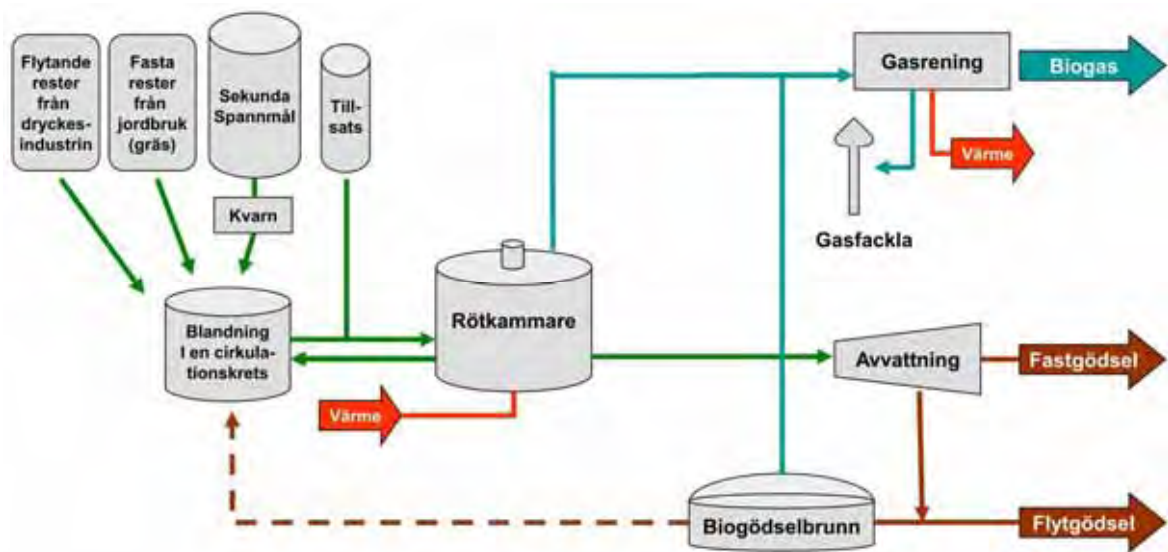 Flytande
rester
från
dryckes-
industrin
Fasta
rester
från
jordbruk
(gräs)
Sekunda
Spannmål
Till-
sats
Kvarn
Gasrening
Biogas
Värme
Gasfackla
Blandning
I en cirkula-
tionskrets
Rötkammare
Värme
Avvattning
Fastgödsel
Biogödselbrunn
Flytgödsel